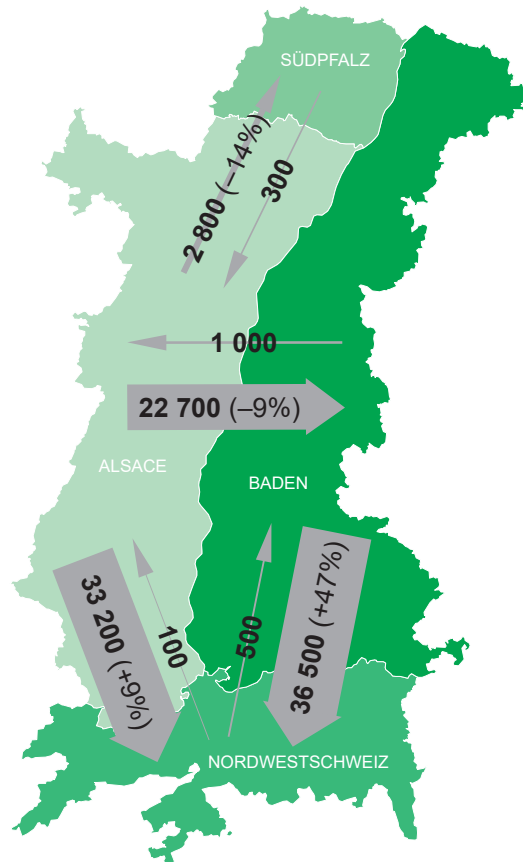 SÜDPFALZ
2 800 (–14%)
300
1 000
22 700 (–9%)
ALSACE
BADEN
33 200 (+9%)
100
500
36 500 (+47%)
NORDWESTSCHWEIZ